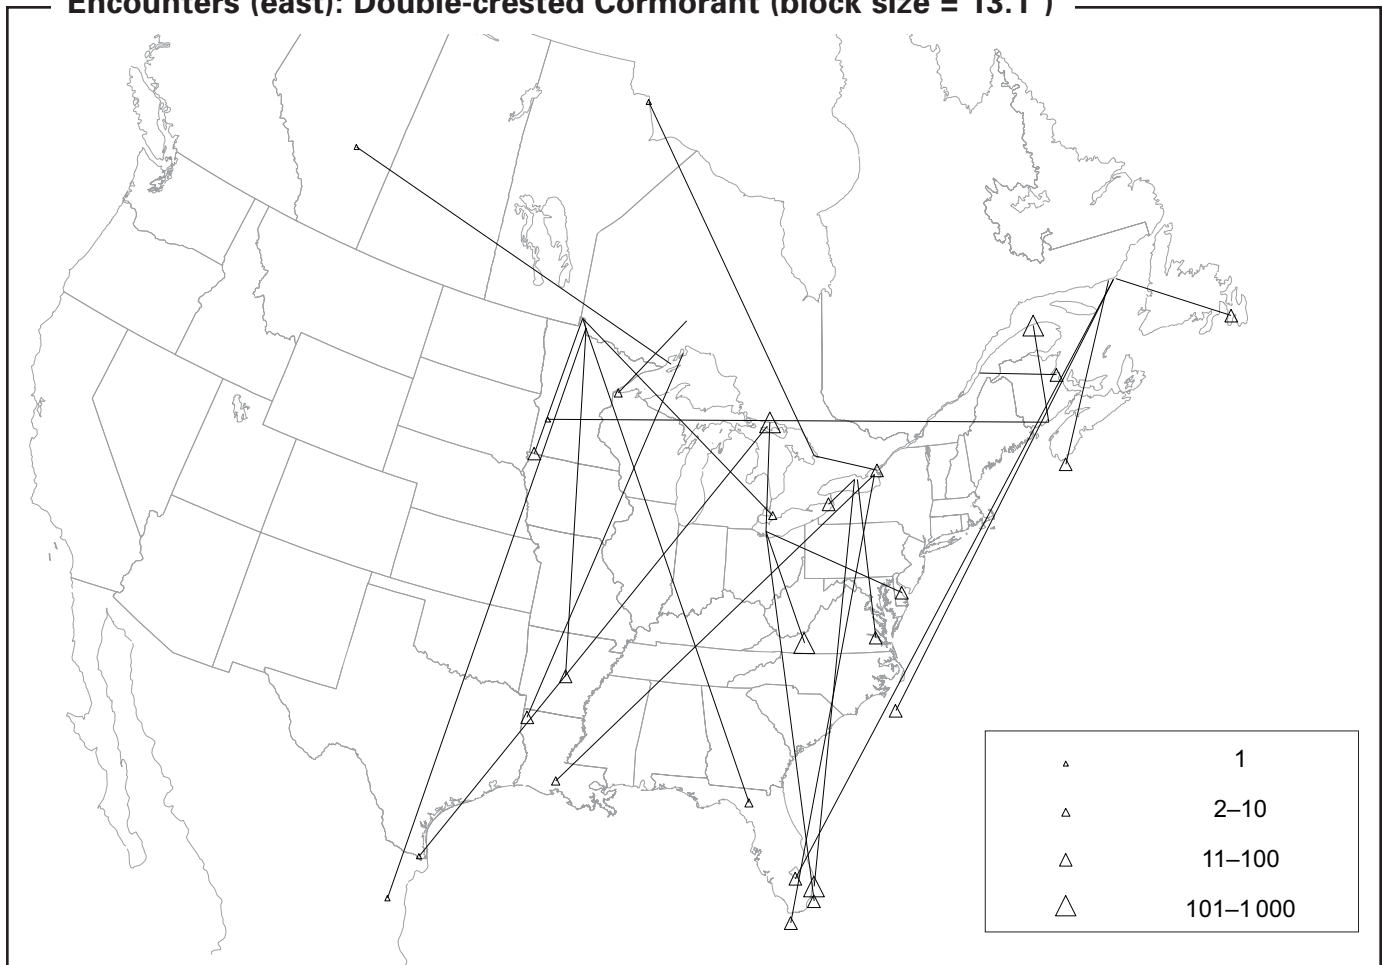 Encounters (east): Double-crested Cormorant (block size = 13.1°)
1
2–10
11–100
101–1 000